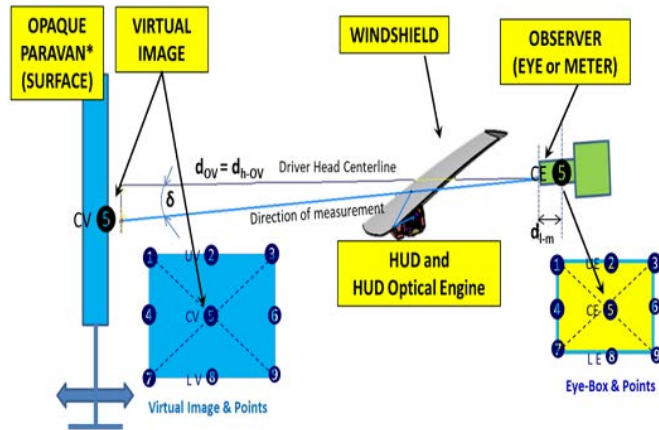 OPAQUE
PARAVAN*
(SURFACE)
VIRTUAL
IMAGE
WINDSHIELD
OBSERVER
(EYE or METER)
dOV = dh-OV
Driver Head Centerline
CE 5
δ
Direction of measurement
CV 5
dl-m
HUD and
HUD Optical Engine
1 UV 2 3
4 CV 5 6
7 LV 8 9
Virtual Image & Points
1 UE 2 3
4 CE 5 6
7 LE 8 9
Eye-Box & Points